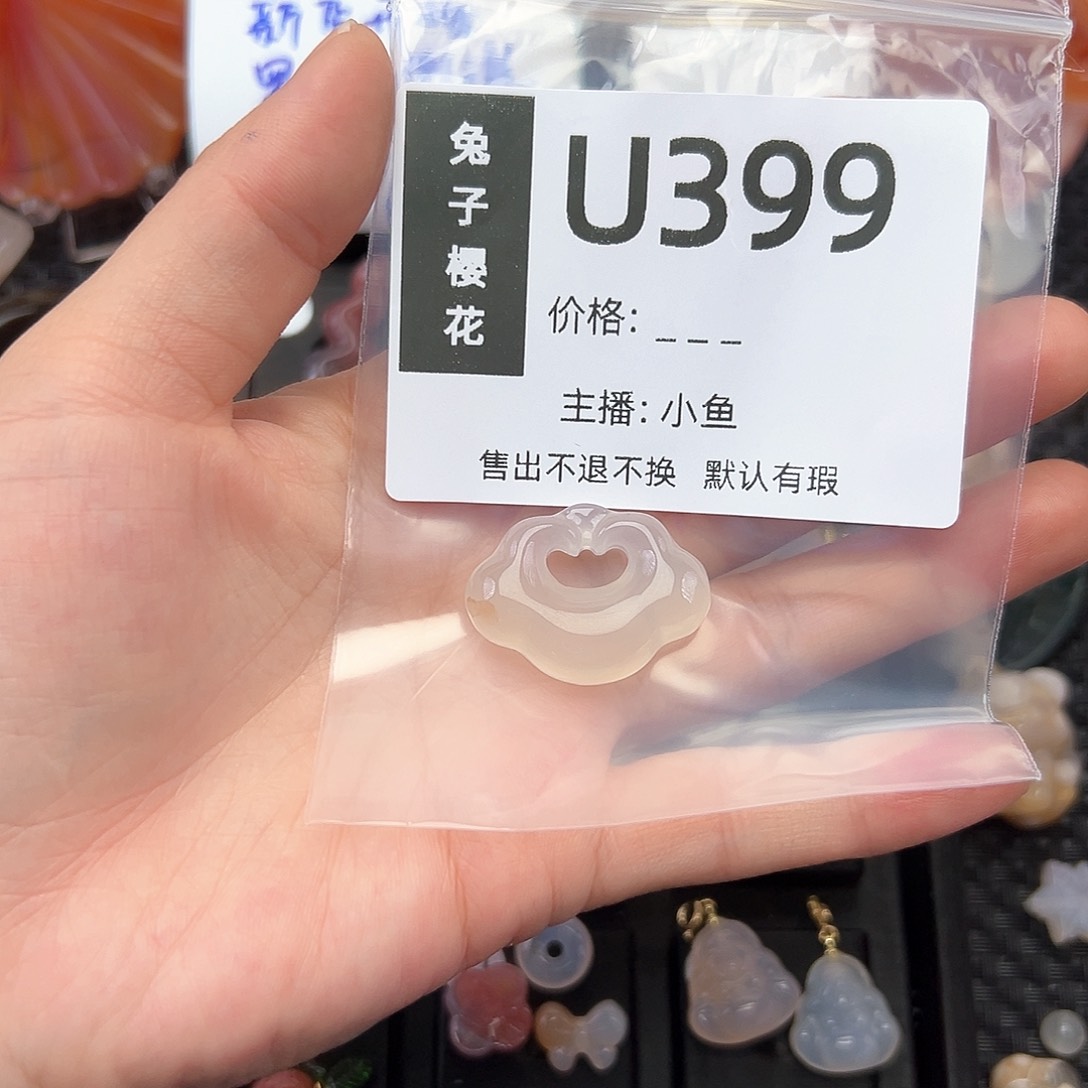 兔子樱花
U399
价格: _ _ _
主播: 小鱼
售出不退不换 默认有瑕